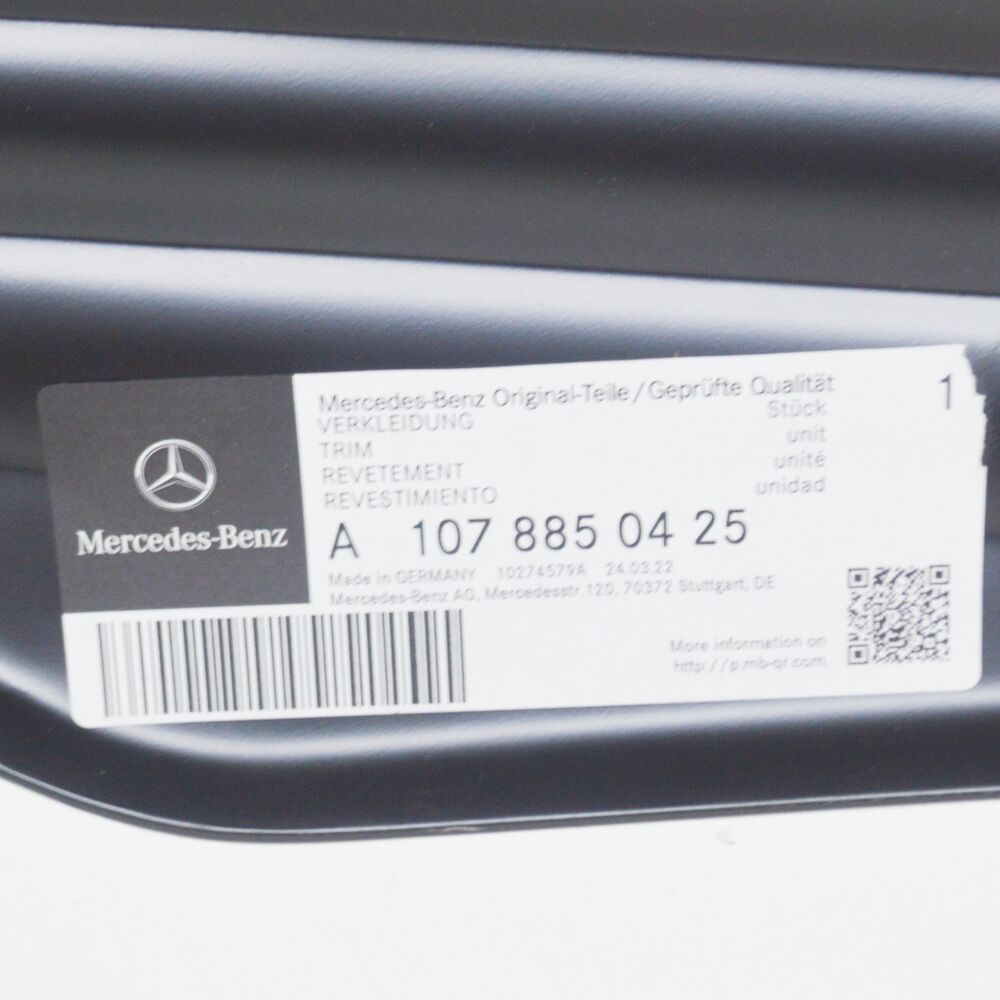 Mercedes-Benz
Mercedes-Benz Original-Teile / Geprüfte Qualität
1
VERKLEIDUNG Stück
TRIM unit
REVETEMENT unité
REVESTIMIENTO unidad
A 107 885 04 25
Made in GERMANY 10274579A 24.03.22
Mercedes-Benz AG, Mercedesstr.120, 70372 Stuttgart, DE
More information on
http://p.mb-qr.com